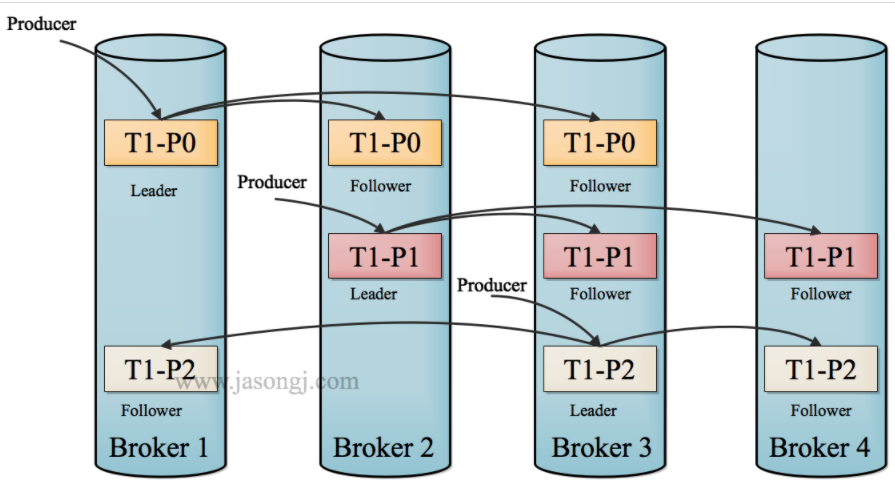 Producer
T1-P0
T1-P0
T1-P0
Leader
Follower
Follower
Producer
T1-P1
T1-P1
T1-P1
Leader
Follower
Follower
Producer
T1-P2
T1-P2
T1-P2
www.jasongj.com
Follower
Leader
Follower
Broker 1
Broker 2
Broker 3
Broker 4